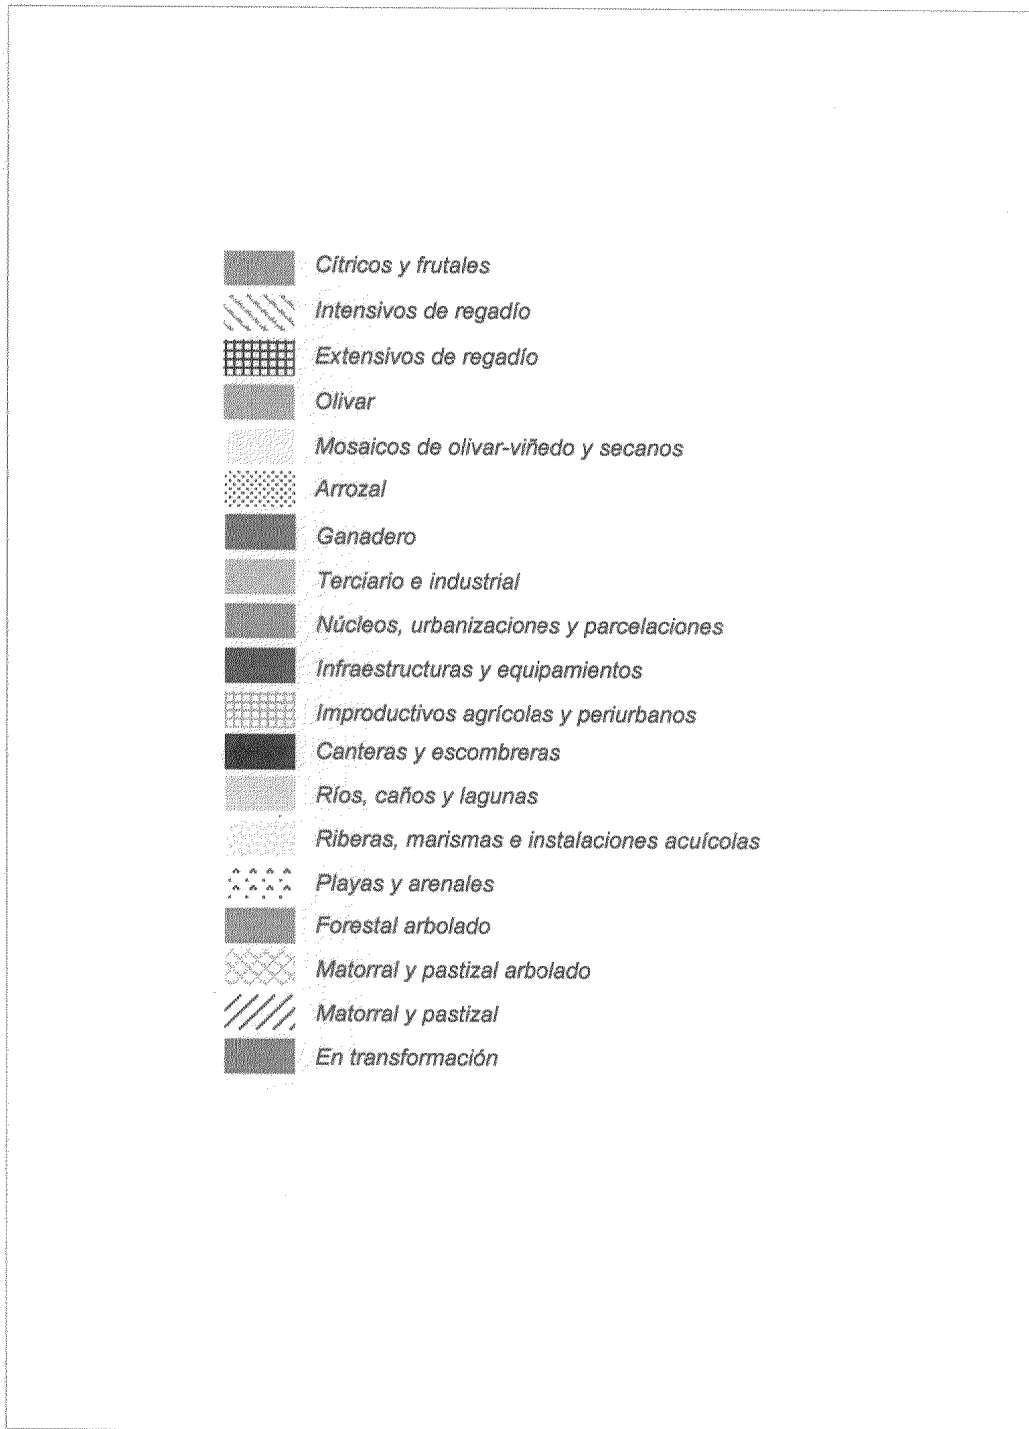 Cítricos y frutales
Intensivos de regadío
Extensivos de regadío
Olivar
Mosaicos de olivar-viñedo y secanos
Arrozal
Ganadero
Terciario e industrial
Núcleos, urbanizaciones y parcelaciones
Infraestructuras y equipamientos
Improductivos agrícolas y periurbanos
Canteras y escombreras
Ríos, caños y lagunas
Riberas, marismas e instalaciones acuícolas
Playas y arenales
Forestal arbolado
Matorral y pastizal arbolado
Matorral y pastizal
En transformación